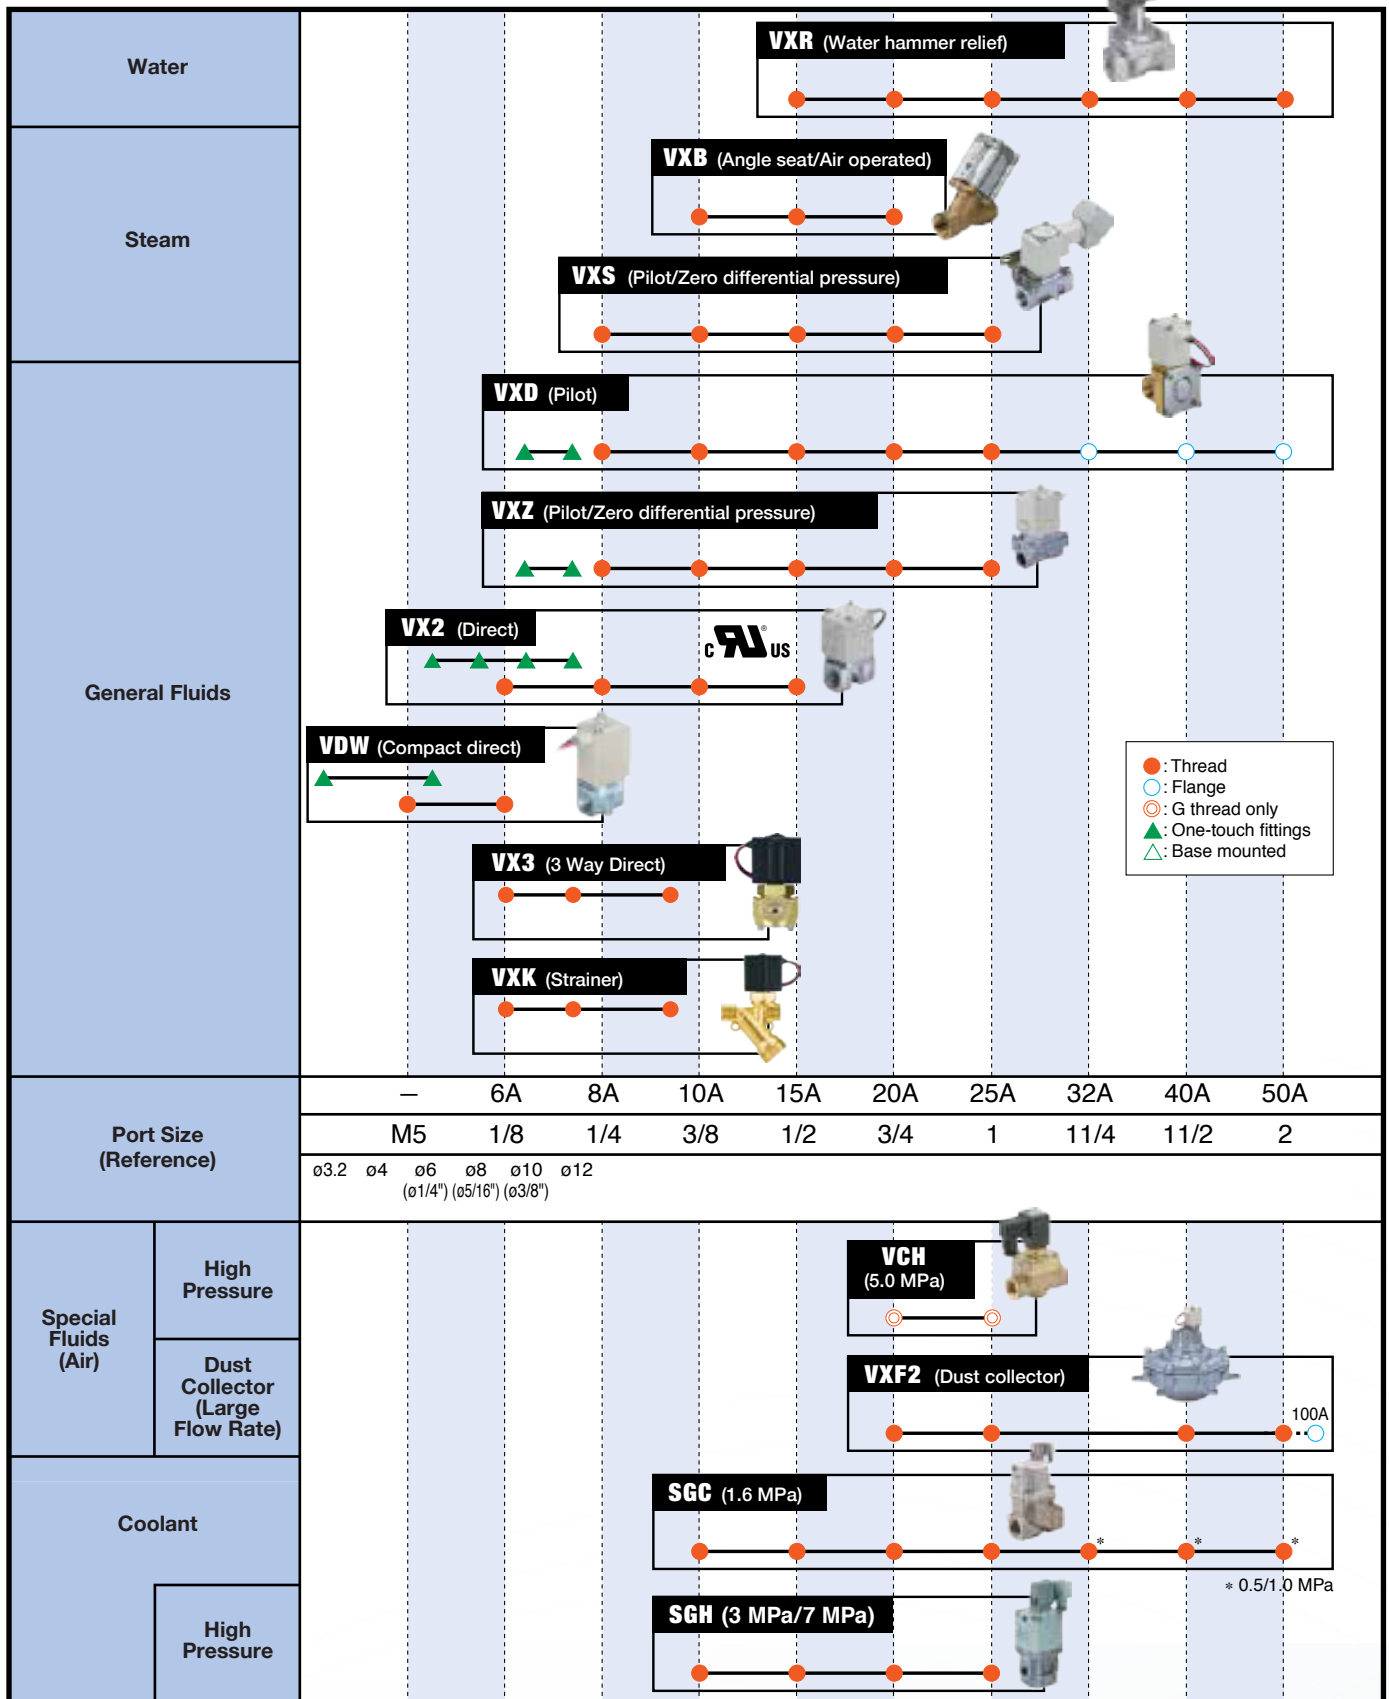 Water
VXR (Water hammer relief)
Steam
VXB (Angle seat/Air operated)
VXS (Pilot/Zero differential pressure)
General Fluids
VXD (Pilot)
VXZ (Pilot/Zero differential pressure)
VX2 (Direct)
C RU® US
VDW (Compact direct)
: Thread
: Flange
: G thread only
: One-touch fittings
: Base mounted
VX3 (3 Way Direct)
VXK (Strainer)
Port Size
(Reference)
— 6A 8A 10A 15A 20A 25A 32A 40A 50A
M5 1/8 1/4 3/8 1/2 3/4 1 11/4 11/2 2
ø3.2 ø4 ø6 ø8 ø10 ø12
(ø1/4") (ø5/16") (ø3/8")
Special
Fluids
(Air)
High
Pressure
VCH
(5.0 MPa)
Dust
Collector
(Large
Flow Rate)
VXF2 (Dust collector)
100A
Coolant
SGC (1.6 MPa)
* * *
* 0.5/1.0 MPa
High
Pressure
SGH (3 MPa/7 MPa)